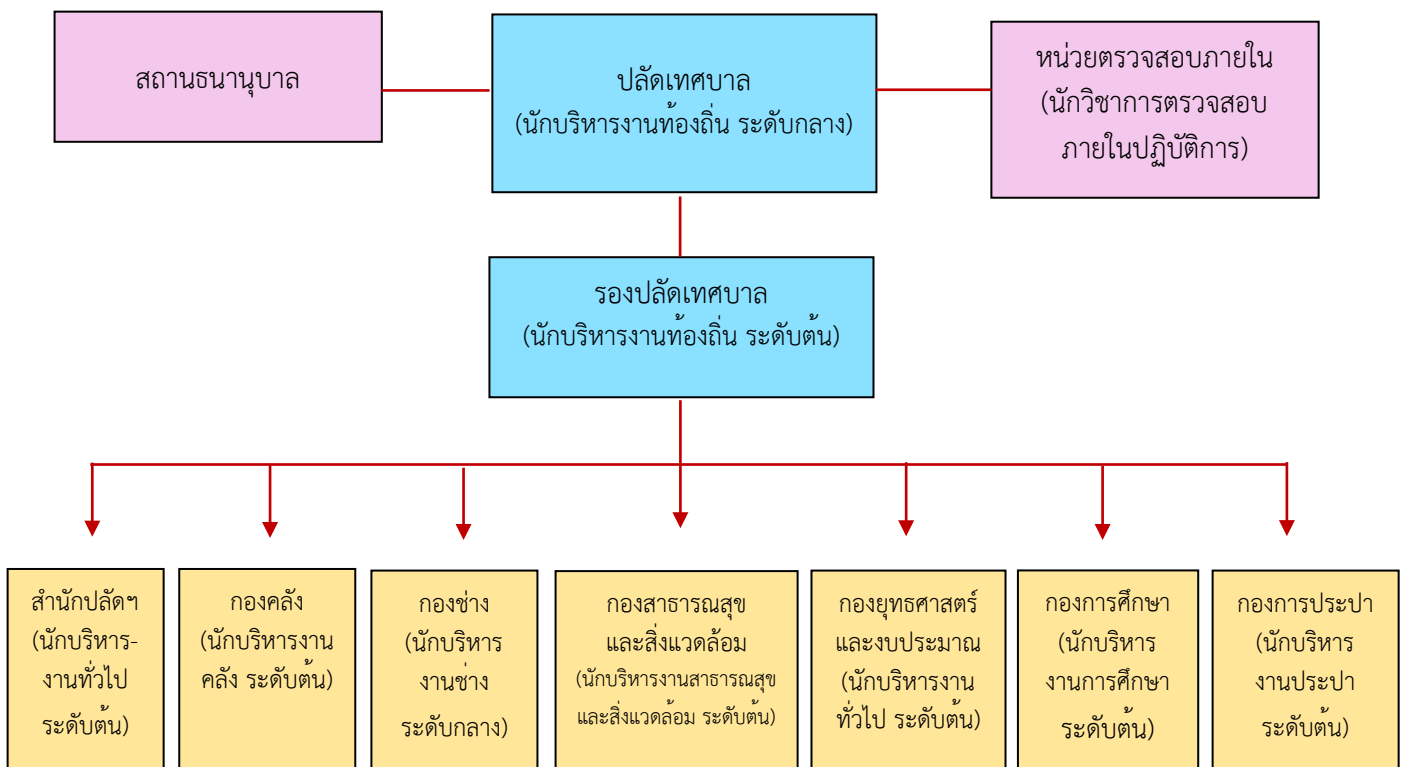 สถานธนานุบาล
ปลัดเทศบาล
(นักบริหารงานท้องถิ่น ระดับกลาง)
หน่วยตรวจสอบภายใน
(นักวิชาการตรวจสอบ
ภายในปฏิบัติการ)
รองปลัดเทศบาล
(นักบริหารงานท้องถิ่น ระดับต้น)
สำนักปลัดฯ
(นักบริหาร-
งานทั่วไป
ระดับต้น)
กองคลัง
(นักบริหารงาน
คลัง ระดับต้น)
กองช่าง
(นักบริหาร
งานช่าง
ระดับกลาง)
กองสาธารณสุข
และสิ่งแวดล้อม
(นักบริหารงานสาธารณสุข
และสิ่งแวดล้อม ระดับต้น)
กองยุทธศาสตร์
และงบประมาณ
(นักบริหารงาน
ทั่วไป ระดับต้น)
กองการศึกษา
(นักบริหาร
งานการศึกษา
ระดับต้น)
กองการประปา
(นักบริหาร
งานประปา
ระดับต้น)